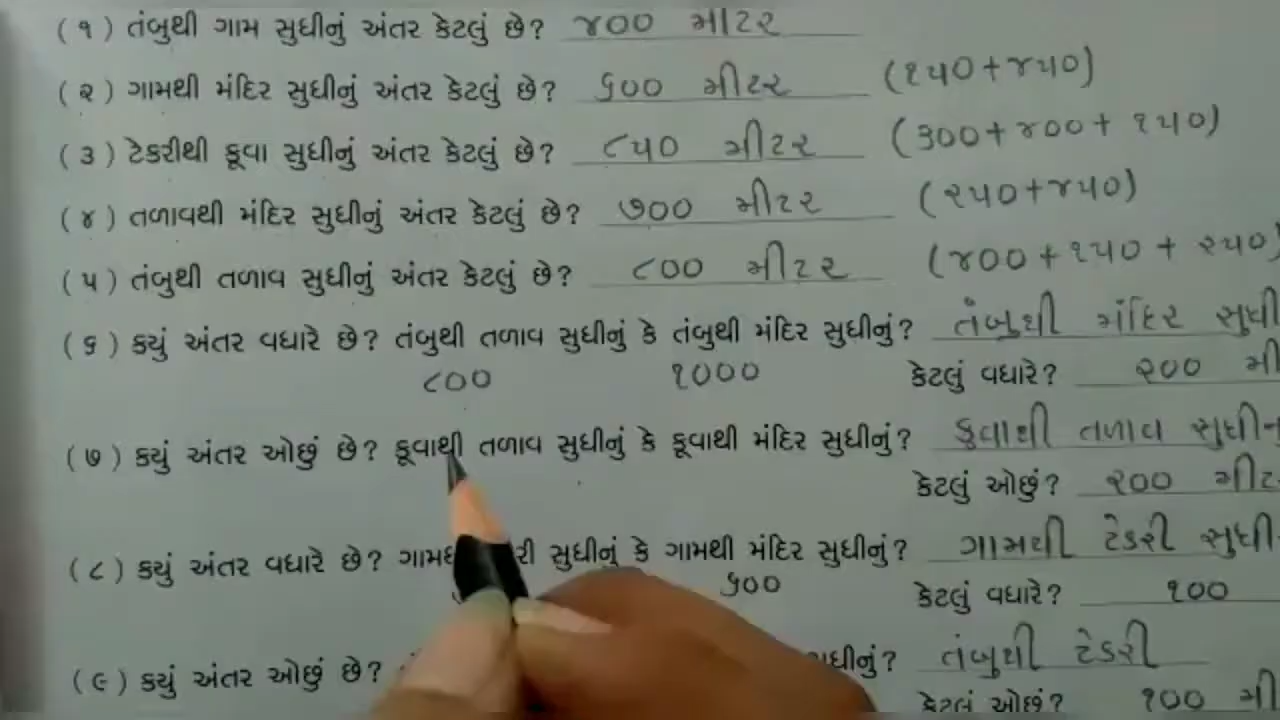 (૧) તંબુથી ગામ સુધીનું અંતર કેટલું છે? ૪૦૦ મીટર
(૨) ગામથી મંદિર સુધીનું અંતર કેટલું છે? ૬૦૦ મીટર (૧૫૦+૪૫૦)
(૩) ટેકરીથી કૂવા સુધીનું અંતર કેટલું છે? ૮૫૦ મીટર (૩૦૦+૪૦૦+૧૫૦)
(૪) તળાવથી મંદિર સુધીનું અંતર કેટલું છે? ૭૦૦ મીટર (૨૫૦+૪૫૦)
(૫) તંબુથી તળાવ સુધીનું અંતર કેટલું છે? ૮૦૦ મીટર (૪૦૦+૧૫૦+૨૫૦)
(૬) કયું અંતર વધારે છે? તંબુથી તળાવ સુધીનું કે તંબુથી મંદિર સુધીનું? તંબુથી મંદિર સુધી
૮૦૦ ૧૦૦૦ કેટલું વધારે? ૨૦૦ મી
(૭) કયું અંતર ઓછું છે? કૂવાથી તળાવ સુધીનું કે કૂવાથી મંદિર સુધીનું? કુવાથી તળાવ સુધીન
કેટલું ઓછું? ૨૦૦ મીટ
(૮) કયું અંતર વધારે છે? સુધીનું કે ગામથી મંદિર સુધીનું? ગામથી ટેકરી સુધી
૬૦૦ કેટલું વધારે? ૧૦૦
(૯) કયું અંતર ઓછું છે? તંબુથી ટેકરી
કેટલું ઓછું? ૧૦૦ મી